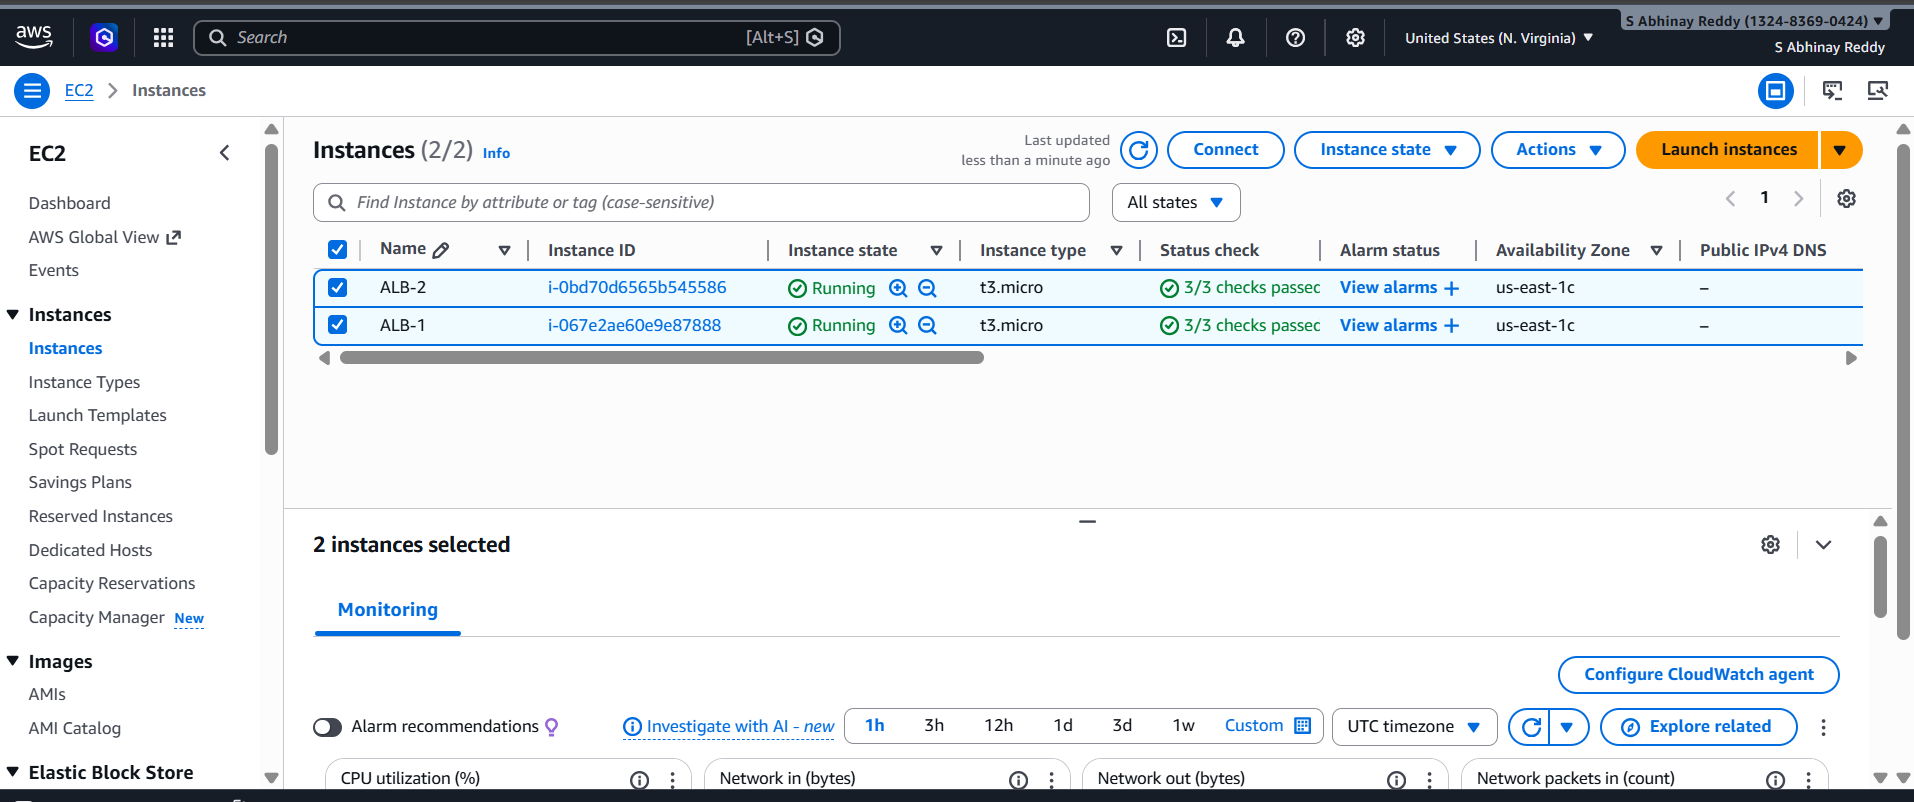 aws
Search [Alt+S]
United States (N. Virginia)
S Abhinay Reddy (1324-8369-0424)
S Abhinay Reddy
EC2 Instances
EC2
Dashboard
AWS Global View
Events
Instances
Instances
Instance Types
Launch Templates
Spot Requests
Savings Plans
Reserved Instances
Dedicated Hosts
Capacity Reservations
Capacity Manager New
Images
AMIs
AMI Catalog
Elastic Block Store
Instances (2/2) Info
Last updated
less than a minute ago
Connect
Instance state
Actions
Launch instances
Find Instance by attribute or tag (case-sensitive)
All states
1
Name Instance ID Instance state Instance type Status check Alarm status Availability Zone Public IPv4 DNS
ALB-2 i-0bd70d6565b545586 Running t3.micro 3/3 checks passec View alarms us-east-1c –
ALB-1 i-067e2ae60e9e87888 Running t3.micro 3/3 checks passec View alarms us-east-1c –
2 instances selected
Monitoring
Configure CloudWatch agent
Alarm recommendations
Investigate with AI - new
1h 3h 12h 1d 3d 1w Custom
UTC timezone
Explore related
CPU utilization (%) Network in (bytes) Network out (bytes) Network packets in (count)